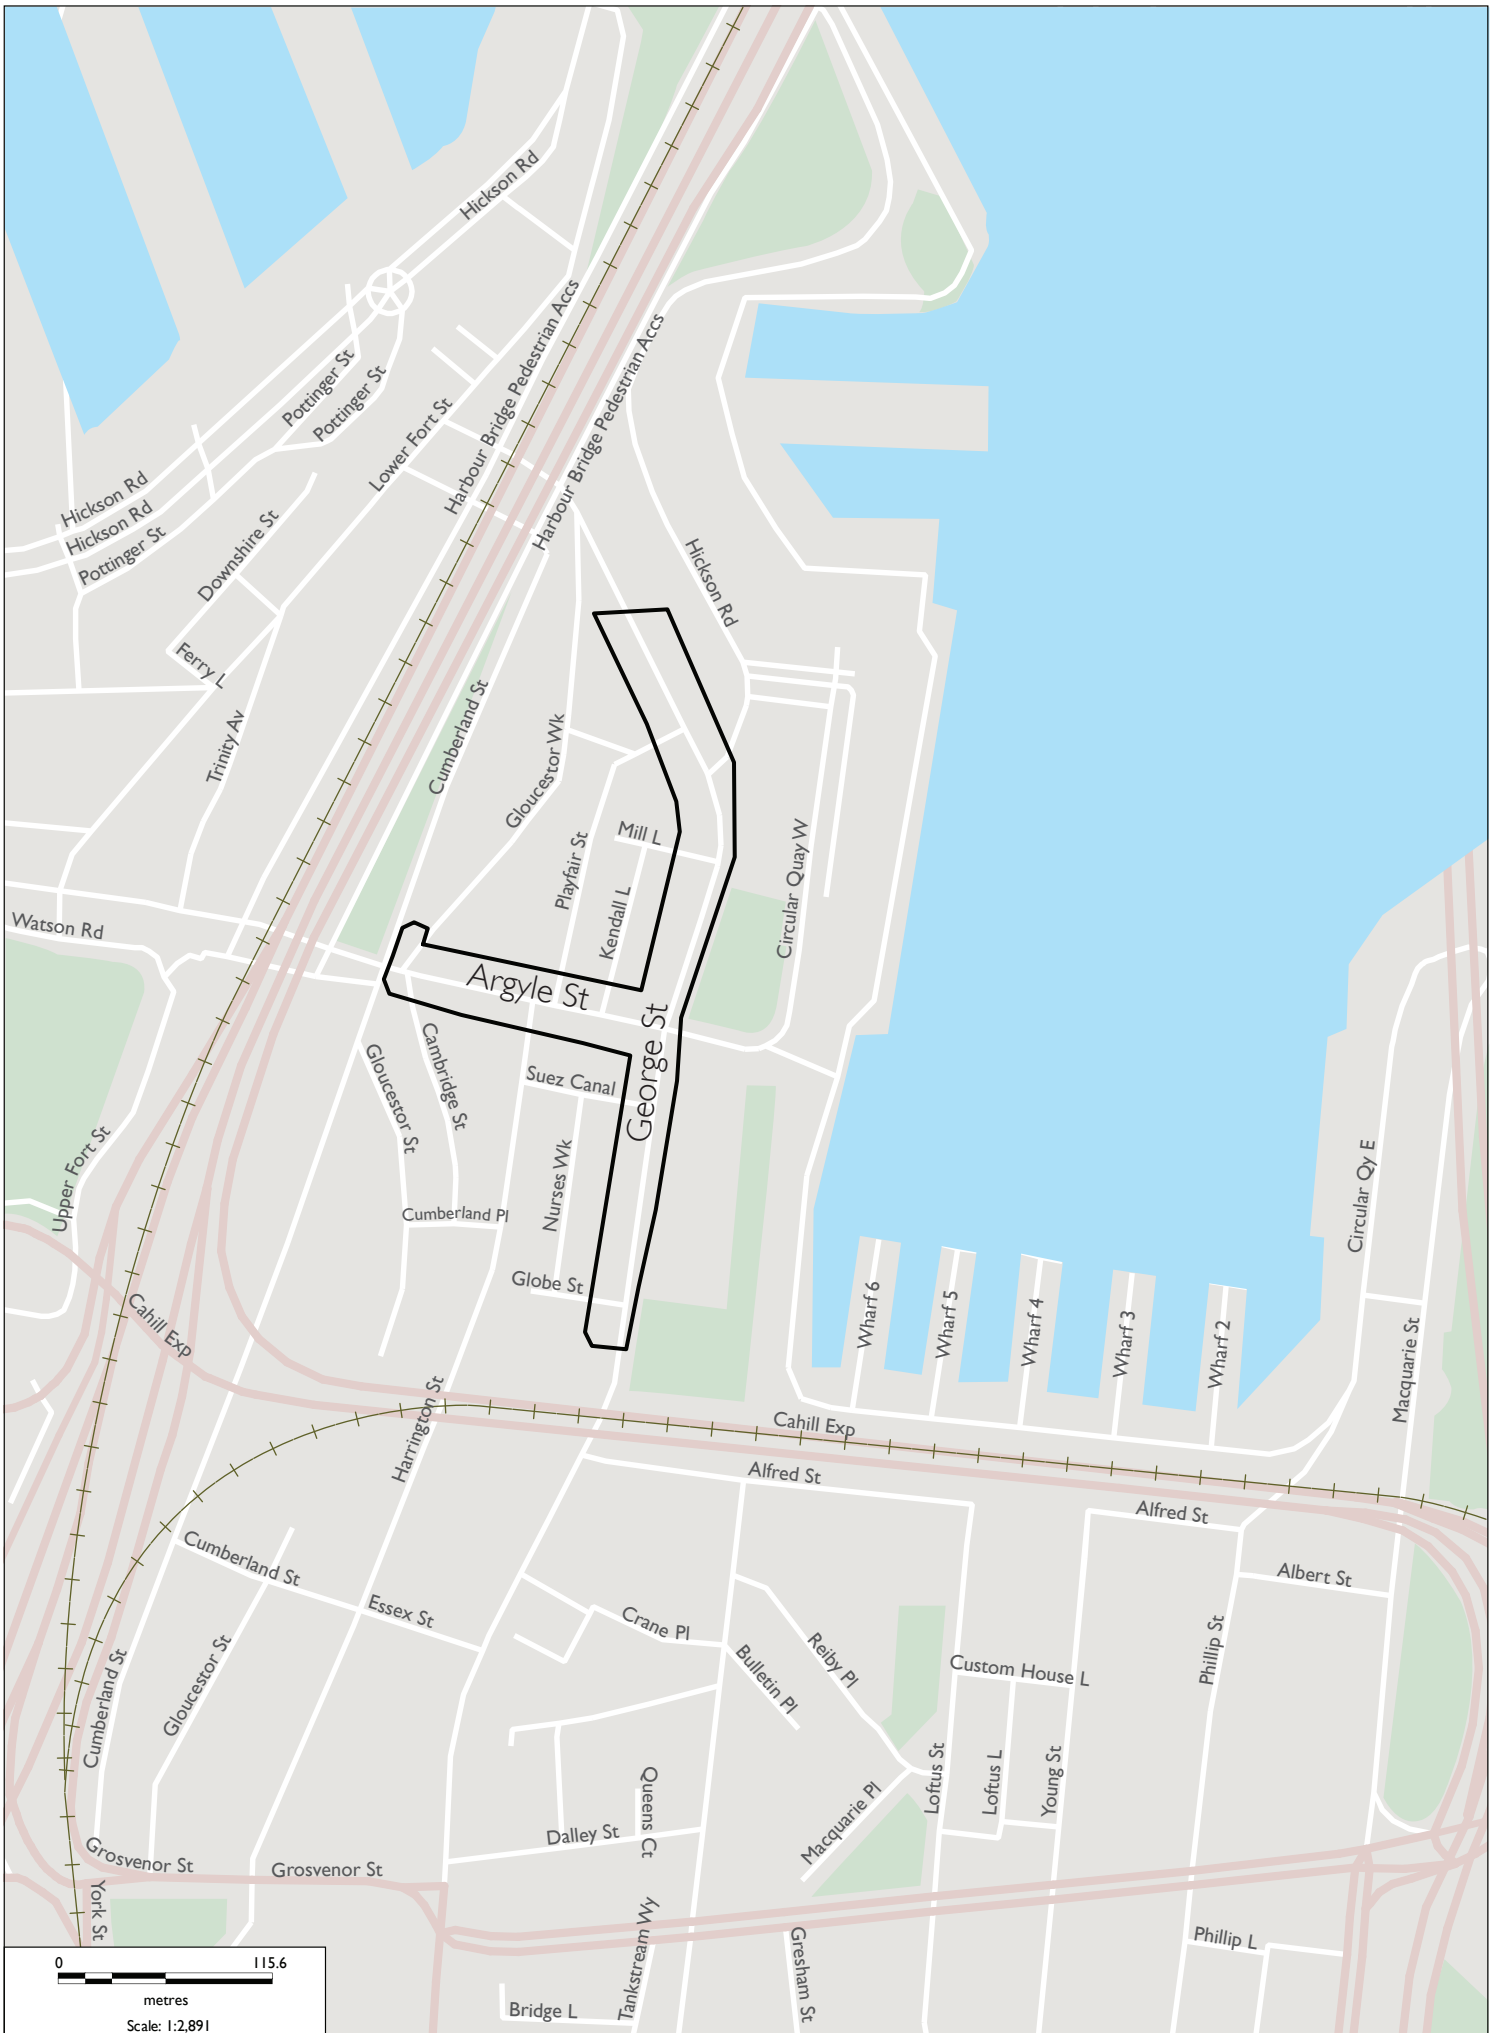 Hickson Rd
Harbour Bridge Pedestrian Accs
Harbour Bridge Pedestrian Accs
Pottinger St
Pottinger St
Lower Fort St
Hickson Rd
Hickson Rd
Pottinger St
Downshire St
Hickson Rd
Ferry L
Trinity Av
Cumberland St
Gloucestor Wk
Playfair St
Mill L
Kendall L
Circular Quay W
Watson Rd
Argyle St
George St
Gloucestor St
Cambridge St
Suez Canal
Nurses Wk
Upper Fort St
Cumberland Pl
Globe St
Circular Qy E
Wharf 6
Wharf 5
Wharf 4
Wharf 3
Wharf 2
Macquarie St
Cahill Exp
Harrington St
Cahill Exp
Alfred St
Alfred St
Cumberland St
Essex St
Albert St
Crane Pl
Reiby Pl
Bulletin Pl
Phillip St
Custom House L
Cumberland St
Gloucestor St
Loftus St
Loftus L
Young St
Queens Ct
Macquarie Pl
Dalley St
Grosvenor St
Grosvenor St
York St
Tankstream Wy
Gresham St
Phillip L
Bridge L
0 115.6
metres
Scale: 1:2,891